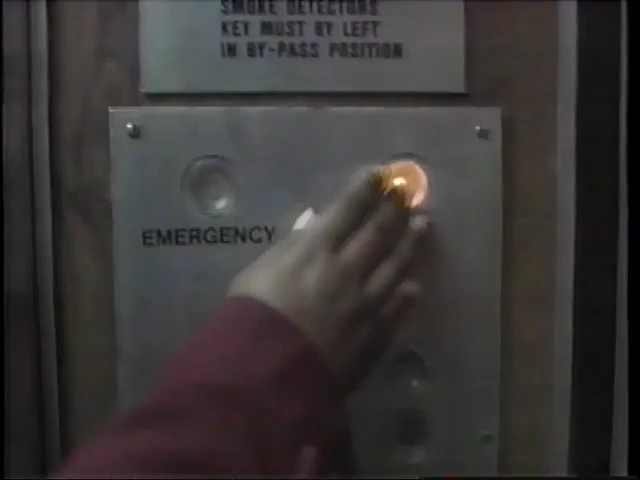 SMOKE DETECTORS
KEY MUST BY LEFT
IN BY-PASS POSITION
EMERGENCY